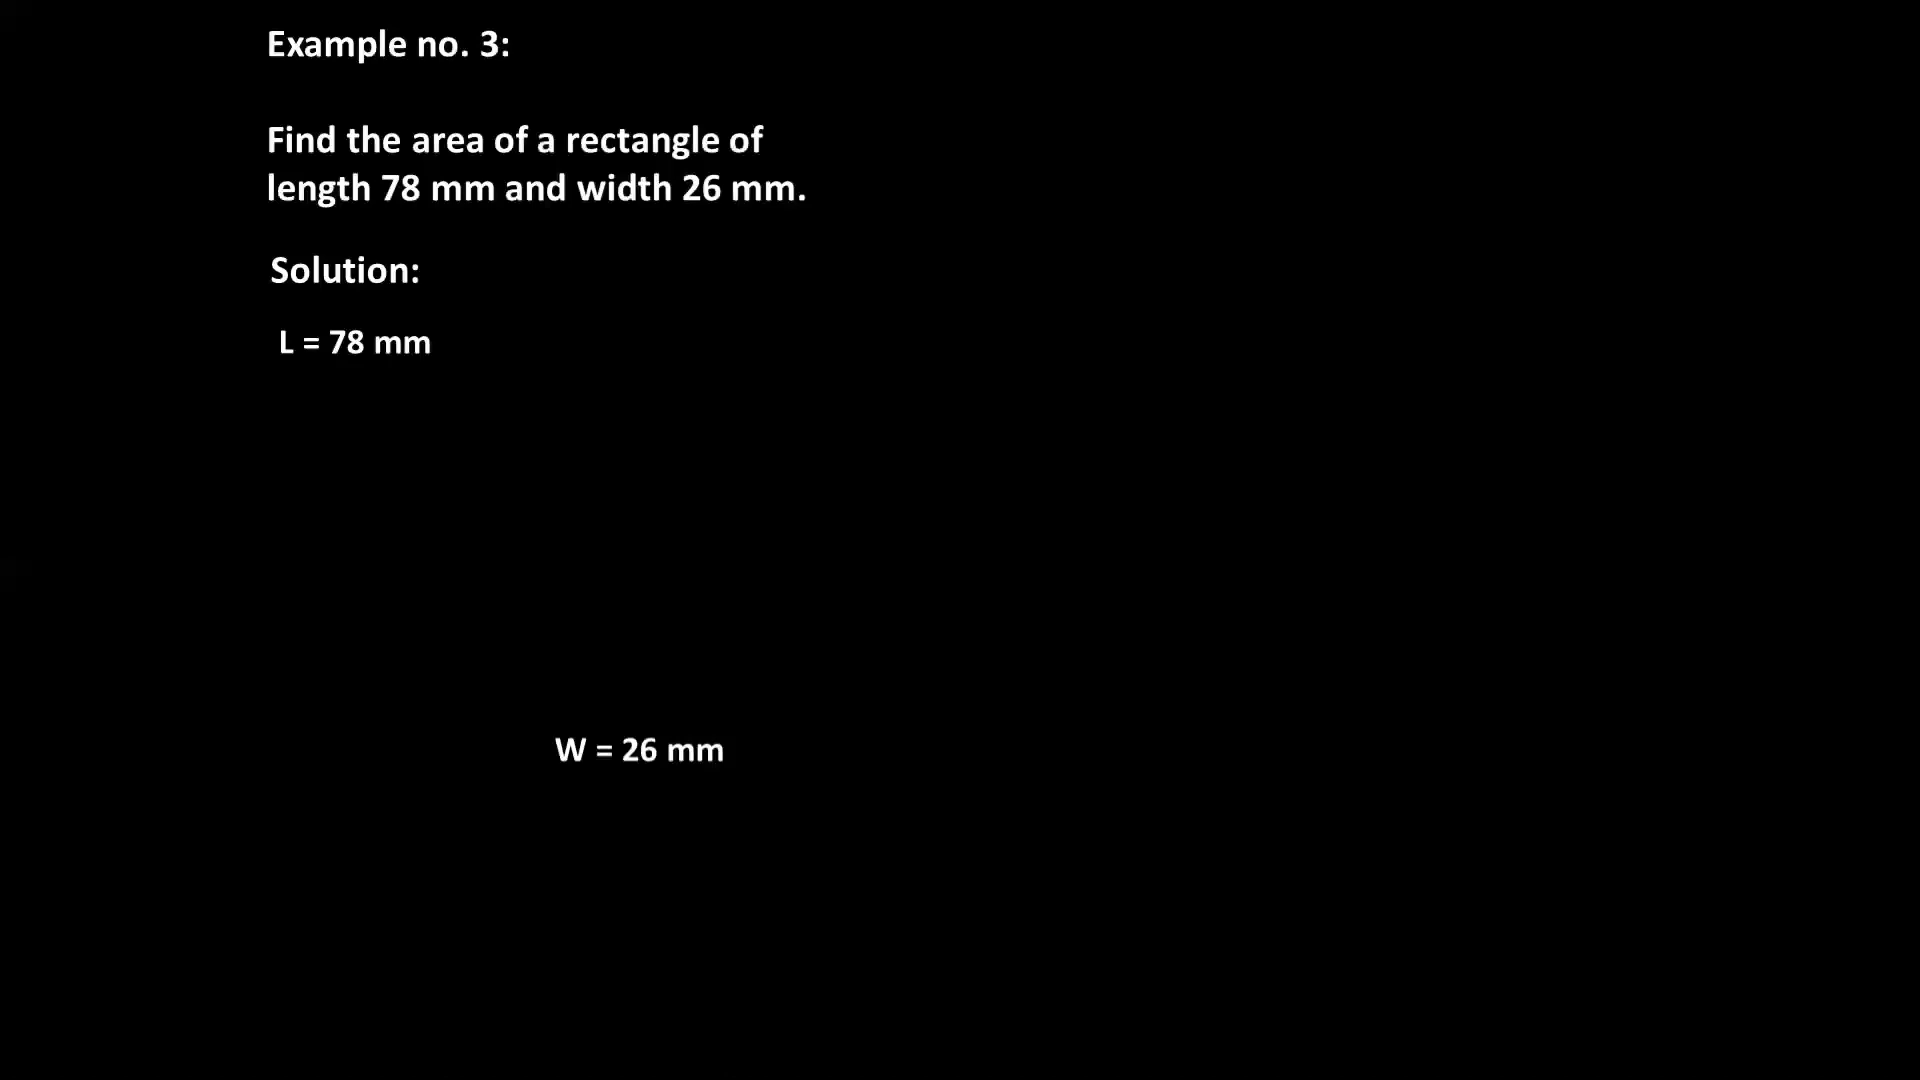 Example no. 3:
Find the area of a rectangle of
length 78 mm and width 26 mm.
Solution:
L = 78 mm
W = 26 mm